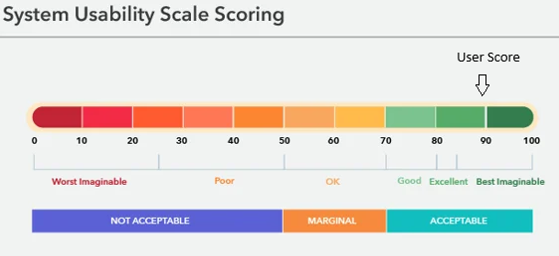 System Usability Scale Scoring
User Score
0 10 20 30 40 50 60 70 80 90 100
Worst Imaginable Poor OK Good Excellent Best Imaginable
NOT ACCEPTABLE MARGINAL ACCEPTABLE